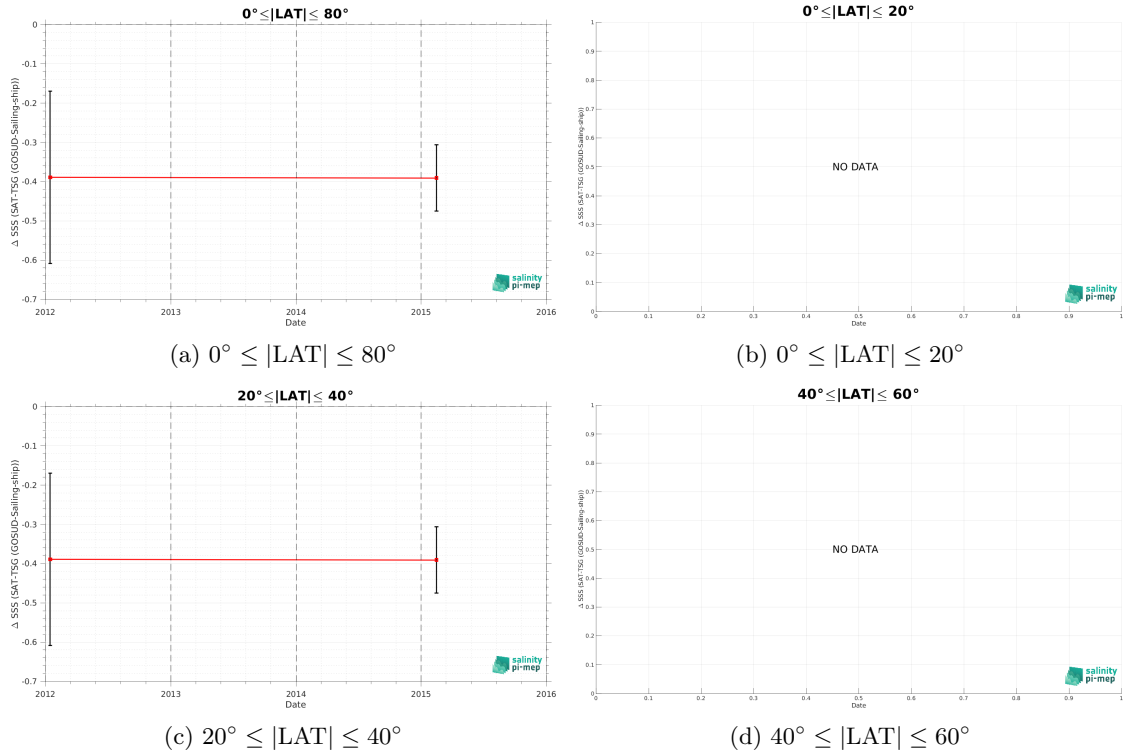 0°≤|LAT|≤ 80°
0
-0.1
-0.2
-0.3
-0.4
-0.5
-0.6
-0.7
Δ SSS (SAT-TSG (GOSUD-Sailing-ship))
2012 2013 2014 2015 2016
Date
salinity
pi-mep
(a) 0° ≤ |LAT| ≤ 80°
0°≤|LAT|≤ 20°
1
0.9
0.8
0.7
0.6
0.5
0.4
0.3
0.2
0.1
0
Δ SSS (SAT-TSG (GOSUD-Sailing-ship))
NO DATA
0 0.1 0.2 0.3 0.4 0.5 0.6 0.7 0.8 0.9 1
Date
salinity
pi-mep
(b) 0° ≤ |LAT| ≤ 20°
20°≤|LAT|≤ 40°
0
-0.1
-0.2
-0.3
-0.4
-0.5
-0.6
-0.7
Δ SSS (SAT-TSG (GOSUD-Sailing-ship))
2012 2013 2014 2015 2016
Date
salinity
pi-mep
(c) 20° ≤ |LAT| ≤ 40°
40°≤|LAT|≤ 60°
1
0.9
0.8
0.7
0.6
0.5
0.4
0.3
0.2
0.1
0
Δ SSS (SAT-TSG (GOSUD-Sailing-ship))
NO DATA
0 0.1 0.2 0.3 0.4 0.5 0.6 0.7 0.8 0.9 1
Date
salinity
pi-mep
(d) 40° ≤ |LAT| ≤ 60°